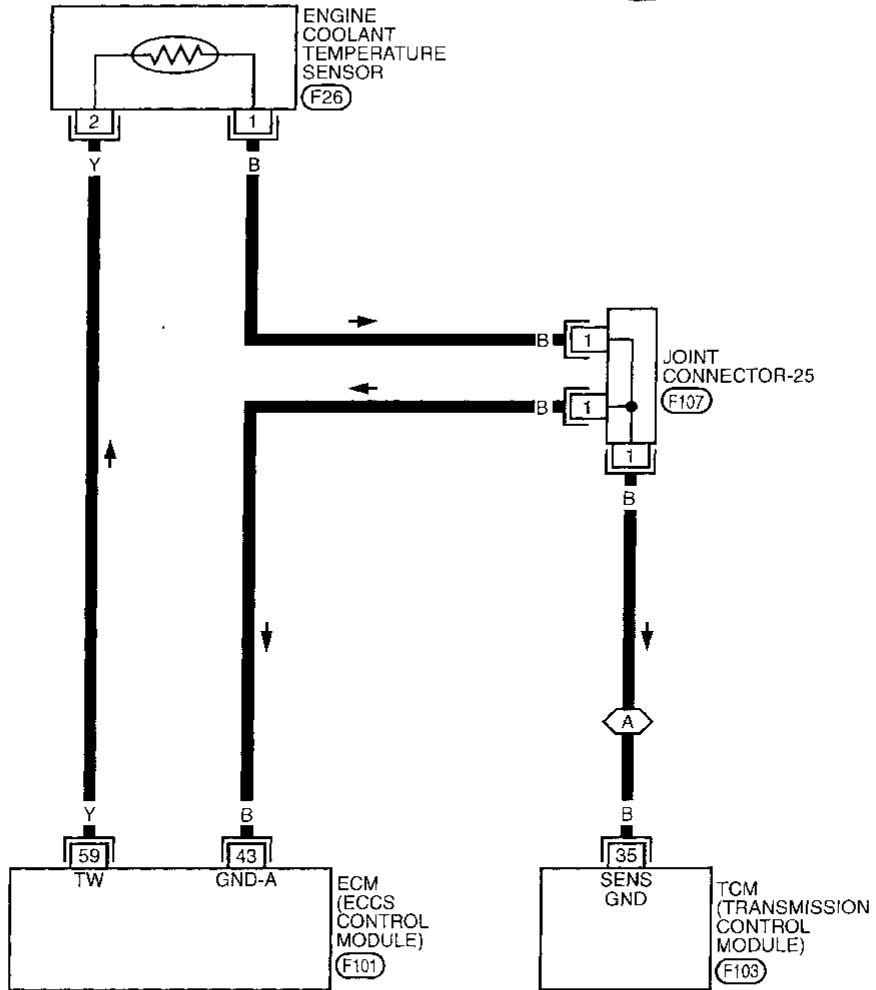 ENGINE
COOLANT
TEMPERATURE
SENSOR
F26
2
1
Y
B
B
1
JOINT
CONNECTOR-25
F107
B
1
1
B
A
Y
B
B
59
43
35
TW
GND-A
SENS
GND
ECM
(ECCS
CONTROL
MODULE)
F101
TCM
(TRANSMISSION
CONTROL
MODULE)
F103